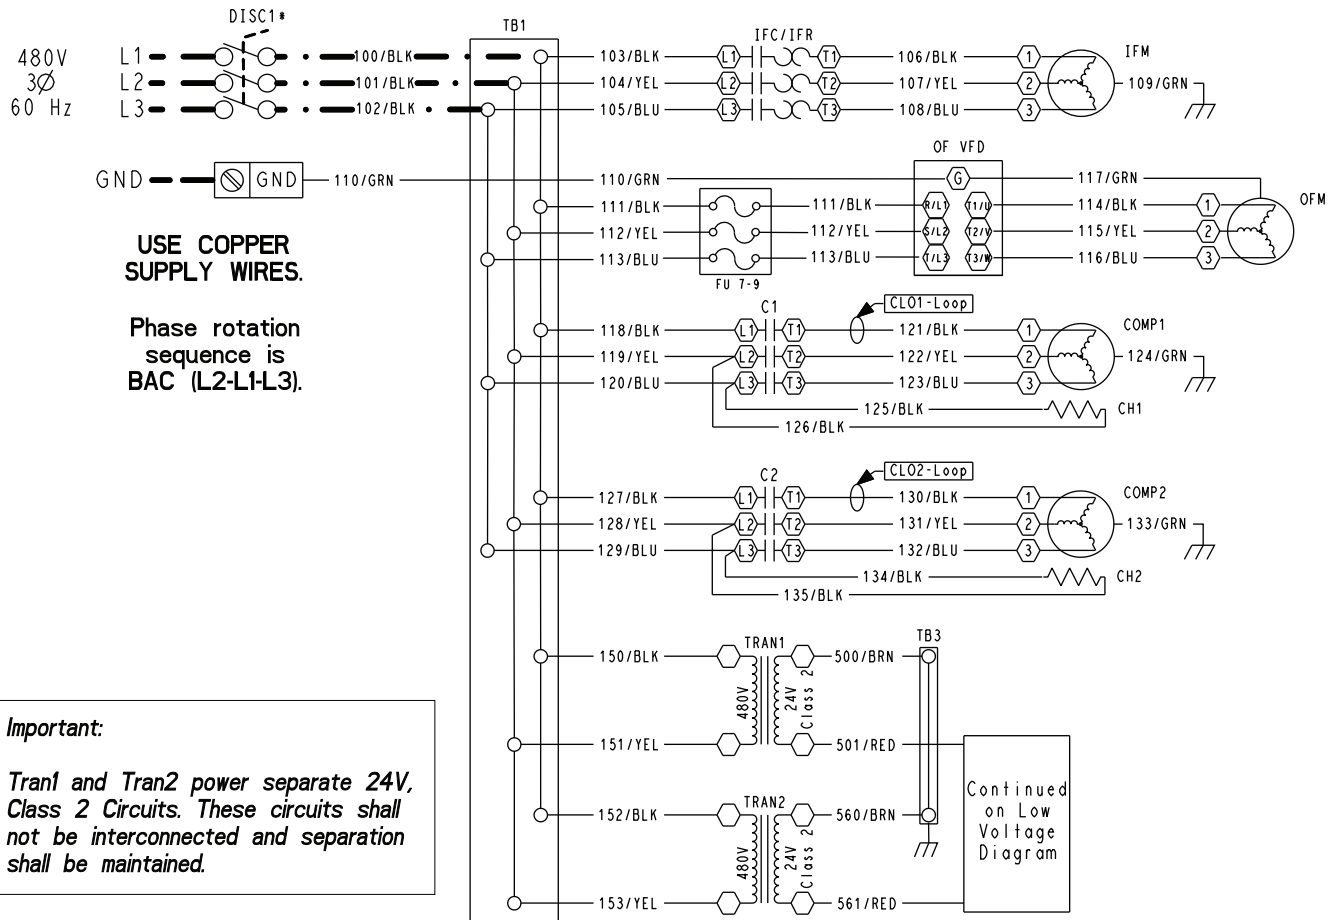 DISC1*
TB1
480V
3Ø
60 Hz
L1
L2
L3
100/BLK
101/BLK
102/BLK
103/BLK
104/YEL
105/BLU
IFC/IFR
L1
L2
L3
T1
T2
T3
106/BLK
107/YEL
108/BLU
1
2
3
IFM
109/GRN
GND
GND
110/GRN
110/GRN
OF VFD
G
117/GRN
111/BLK
112/YEL
113/BLU
FU 7-9
111/BLK
112/YEL
113/BLU
R/L1
S/L2
T/L3
T1/U
T2/V
T3/W
114/BLK
115/YEL
116/BLU
1
2
3
OFM
USE COPPER
SUPPLY WIRES.
Phase rotation
sequence is
BAC (L2-L1-L3).
C1
CLO1-Loop
118/BLK
119/YEL
120/BLU
L1
L2
L3
T1
T2
T3
121/BLK
122/YEL
123/BLU
1
2
3
COMP1
124/GRN
125/BLK
CH1
126/BLK
C2
CLO2-Loop
127/BLK
128/YEL
129/BLU
L1
L2
L3
T1
T2
T3
130/BLK
131/YEL
132/BLU
1
2
3
COMP2
133/GRN
134/BLK
CH2
135/BLK
TRAN1
TB3
150/BLK
500/BRN
480V
24V
Class 2
151/YEL
501/RED
Important:
Tran1 and Tran2 power separate 24V,
Class 2 Circuits. These circuits shall
not be interconnected and separation
shall be maintained.
TRAN2
152/BLK
560/BRN
480V
24V
Class 2
153/YEL
561/RED
Continued
on Low
Voltage
Diagram